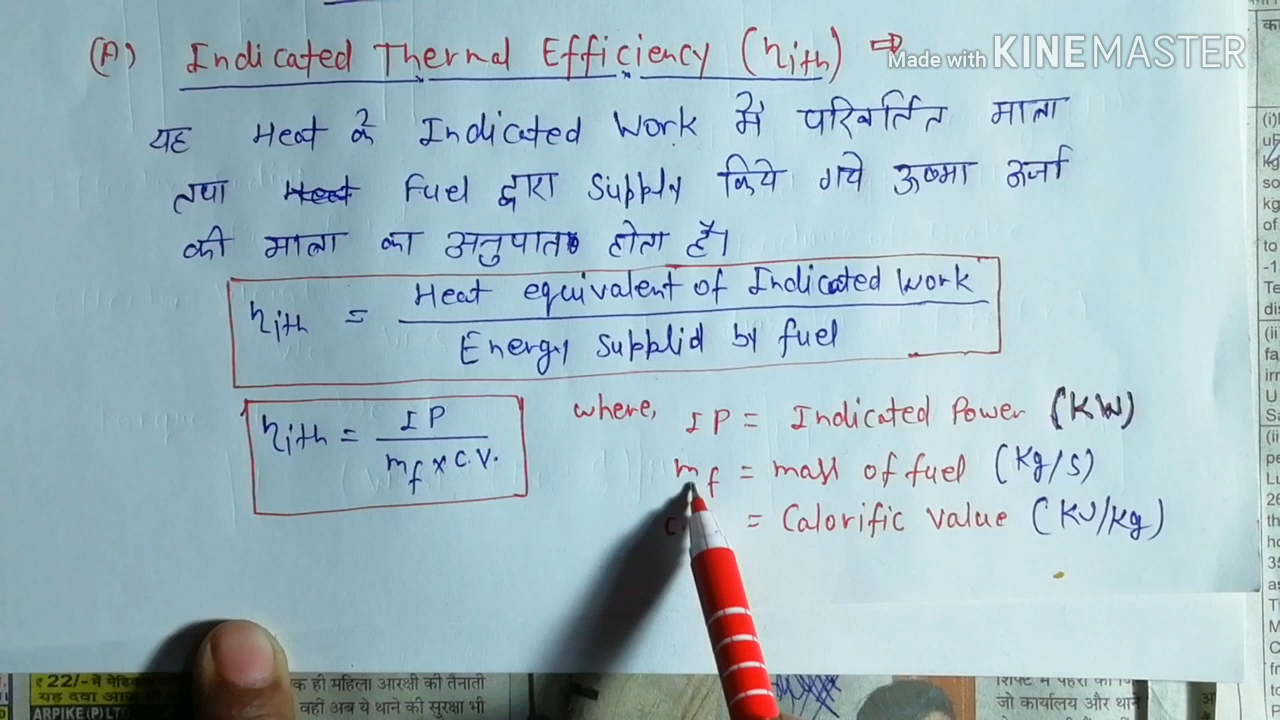 (A) Indicated Thermal Efficiency (ηith) ⇒
Made with KINEMASTER
यह Heat के Indicated Work में परिवर्तित मात्रा
तथा Heat Fuel द्वारा Supply किये गये ऊष्मा ऊर्जा
की मात्रा का अनुपात होता है।
ηith = Heat equivalent of Indicated Work
Energy Supplid by fuel
ηith = IP
mf × C.V.
where, IP = Indicated Power (KW)
mf = mass of fuel (Kg/s)
= Calorific value (KJ/Kg)
₹22/- में
यह दवा आज
ARPIKE (P) LTD
क ही महिला आरक्षी की तैनाती
वहाँ अब ये थाने की सुरक्षा भी
जो कार्यालय और थाने